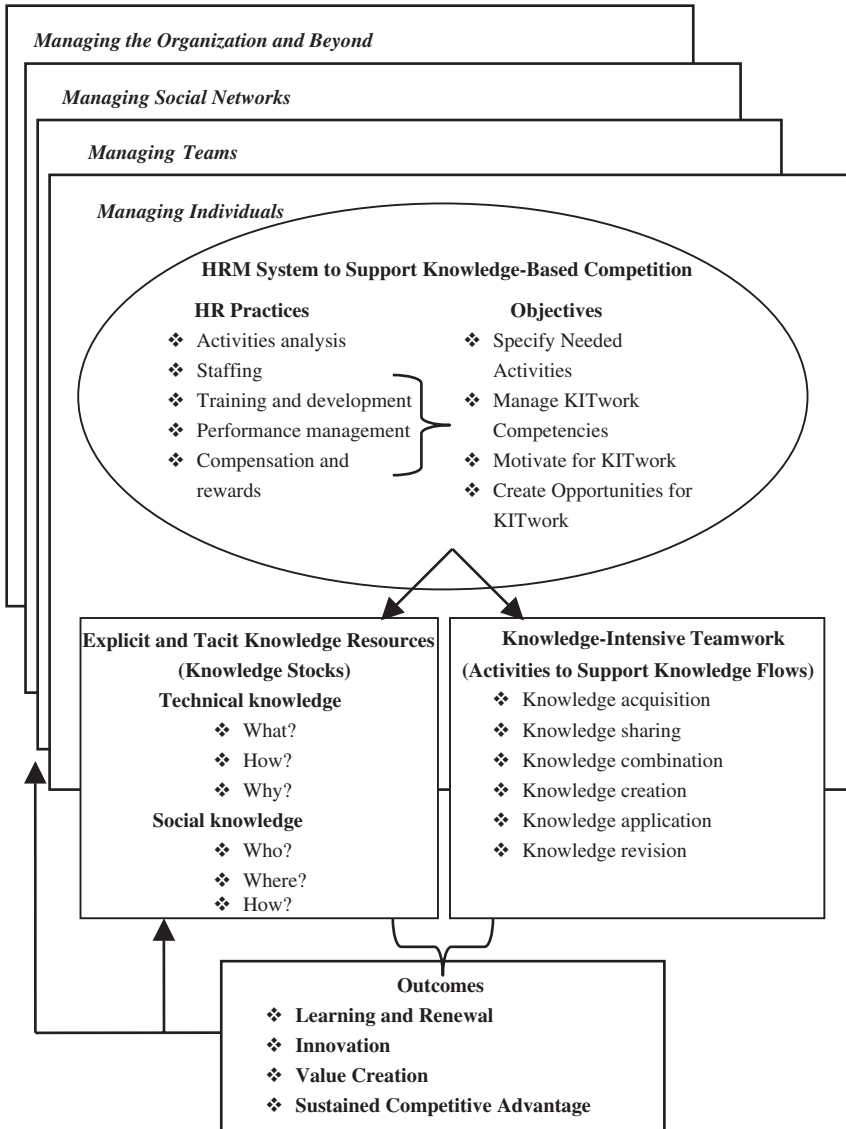 Managing the Organization and Beyond
Managing Social Networks
Managing Teams
Managing Individuals
HRM System to Support Knowledge-Based Competition
HR Practices
❖ Activities analysis
❖ Staffing
❖ Training and development
❖ Performance management
❖ Compensation and
rewards
Objectives
❖ Specify Needed
Activities
❖ Manage KITwork
Competencies
❖ Motivate for KITwork
❖ Create Opportunities for
KITwork
Explicit and Tacit Knowledge Resources
(Knowledge Stocks)
Technical knowledge
❖ What?
❖ How?
❖ Why?
Social knowledge
❖ Who?
❖ Where?
❖ How?
Knowledge-Intensive Teamwork
(Activities to Support Knowledge Flows)
❖ Knowledge acquisition
❖ Knowledge sharing
❖ Knowledge combination
❖ Knowledge creation
❖ Knowledge application
❖ Knowledge revision
Outcomes
❖ Learning and Renewal
❖ Innovation
❖ Value Creation
❖ Sustained Competitive Advantage